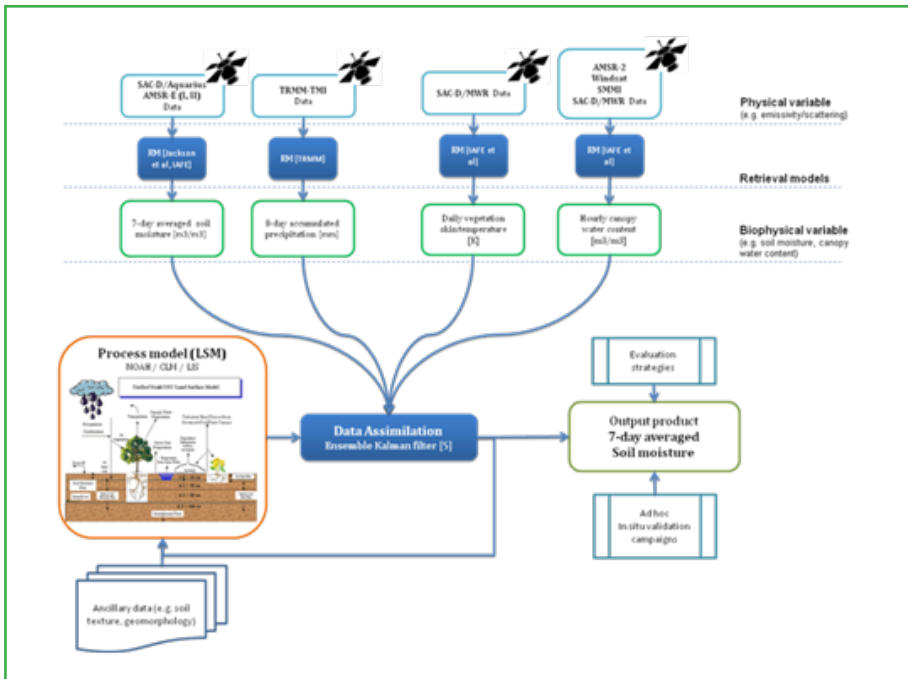 SAC-D/Aquarius
AMSR-E (I, II)
Data
TRMM-TMI
Data
SAC-D/MWR Data
AMSR-2
Windsat
SMMI
SAC-D/MWR Data
Physical variable
(e.g. emissivity/scattering)
RM [Jackson
et al, IAFE]
RM [TRMM]
RM [IAFE et
al]
RM [IAFE et
al]
Retrieval models
7-day averaged soil
moisture [m3/m3]
8-day accumulated
precipitation [mm]
Daily vegetation
skin temperature
[K]
Hourly canopy
water content
[m3/m3]
Biophysical variable
(e.g. soil moisture, canopy
water content)
Process model (LSM)
NOAH / CLM / LIS
Land Surface Model
Data Assimilation
Ensemble Kalman filter [5]
Evaluation
strategies
Output product
7-day averaged
Soil moisture
Ad hoc
In situ validation
campaigns
Ancillary data (e.g. soil
texture, geomorphology)